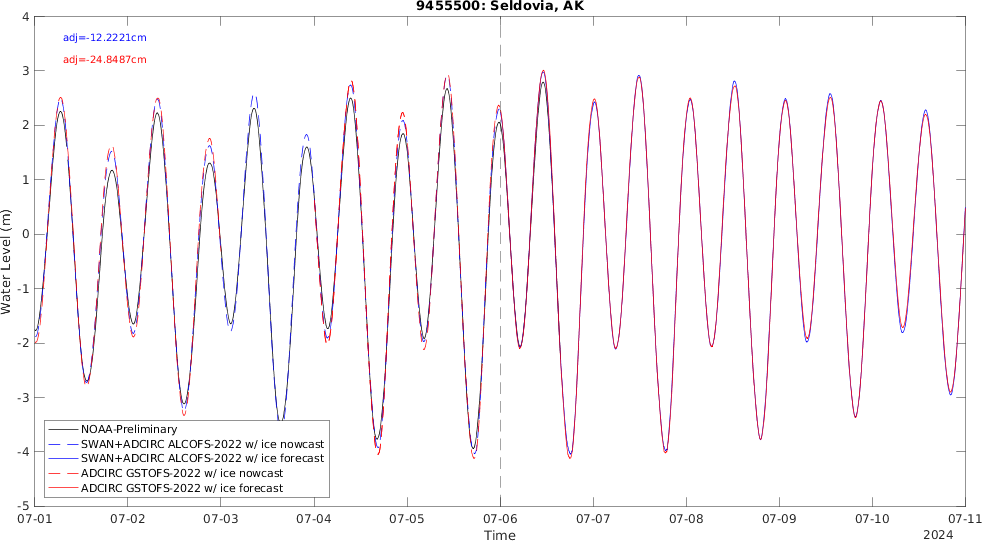 9455500: Seldovia, AK
adj=-12.2221cm
adj=-24.8487cm
Water Level (m)
4
3
2
1
0
-1
-2
-3
-4
-5
NOAA-Preliminary
SWAN+ADCIRC ALCOFS-2022 w/ ice nowcast
SWAN+ADCIRC ALCOFS-2022 w/ ice forecast
ADCIRC GSTOFS-2022 w/ ice nowcast
ADCIRC GSTOFS-2022 w/ ice forecast
07-01 07-02 07-03 07-04 07-05 07-06 07-07 07-08 07-09 07-10 07-11
Time
2024